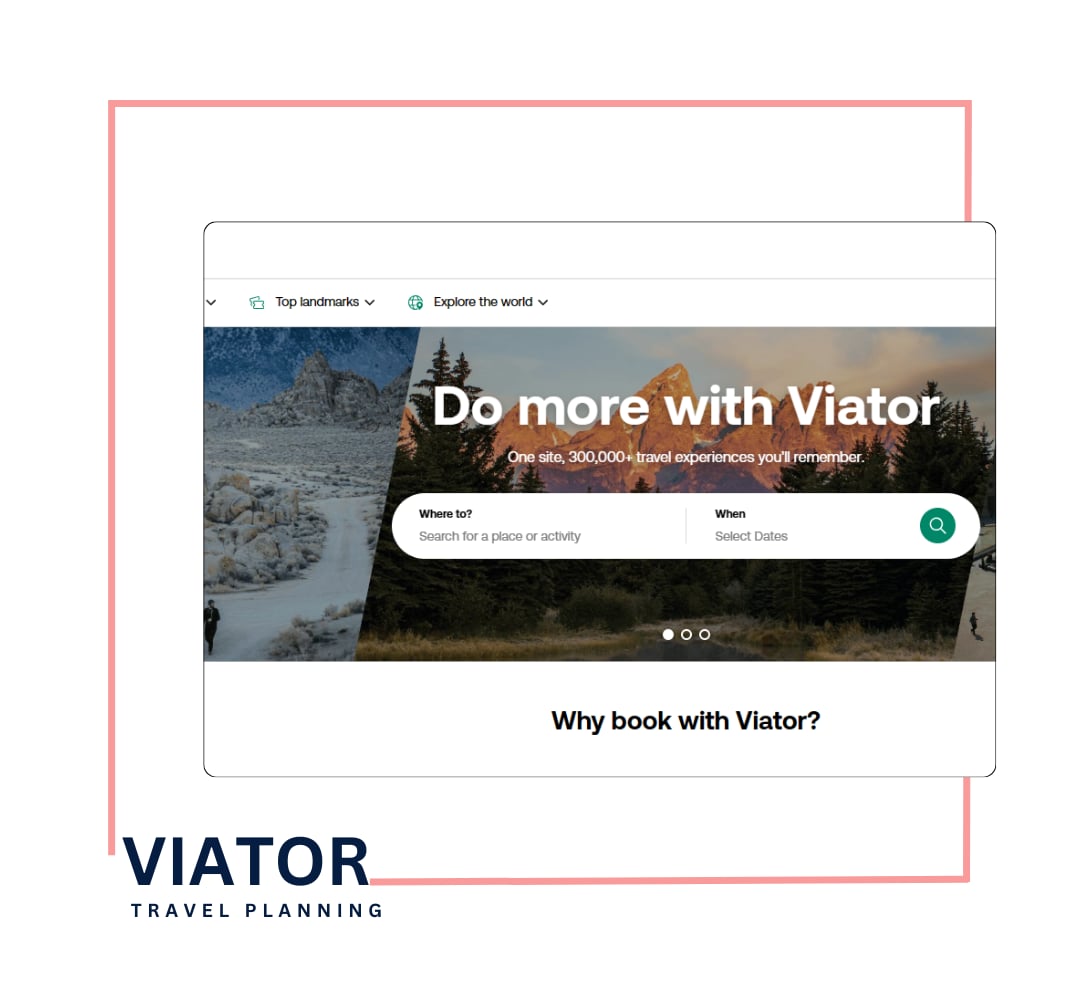 Top landmarks
Explore the world
Do more with Viator
One site, 300,000+ travel experiences you'll remember.
Where to?
When
Search for a place or activity
Select Dates
Why book with Viator?
VIATOR
TRAVEL PLANNING